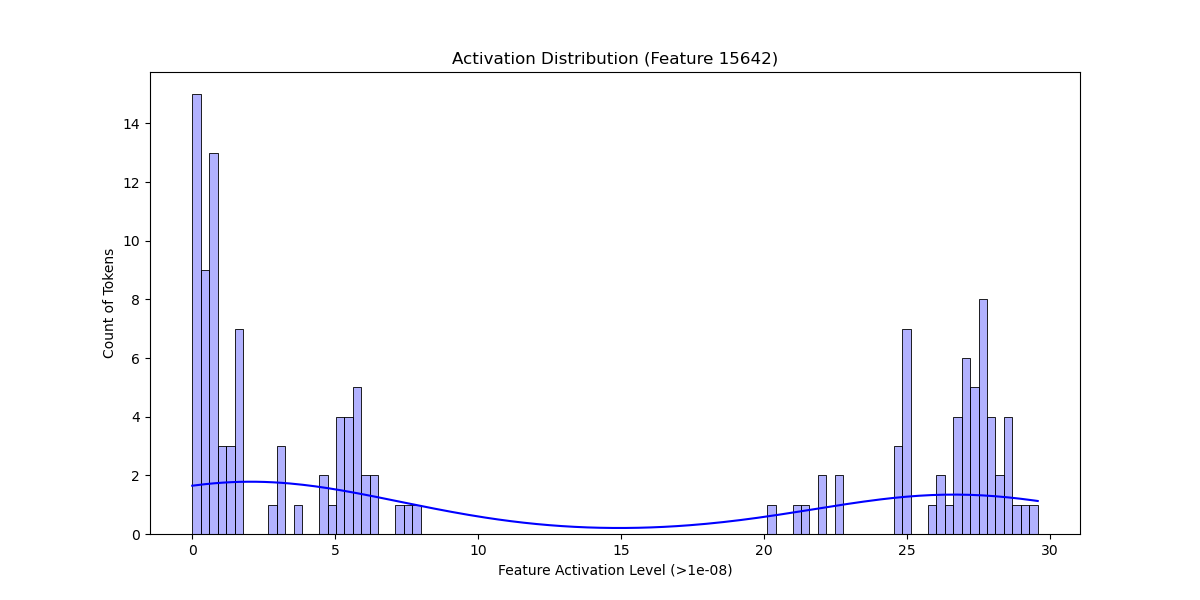 Activation Distribution (Feature 15642)
Count of Tokens
14
12
10
8
6
4
2
0
0 5 10 15 20 25 30
Feature Activation Level (>1e-08)